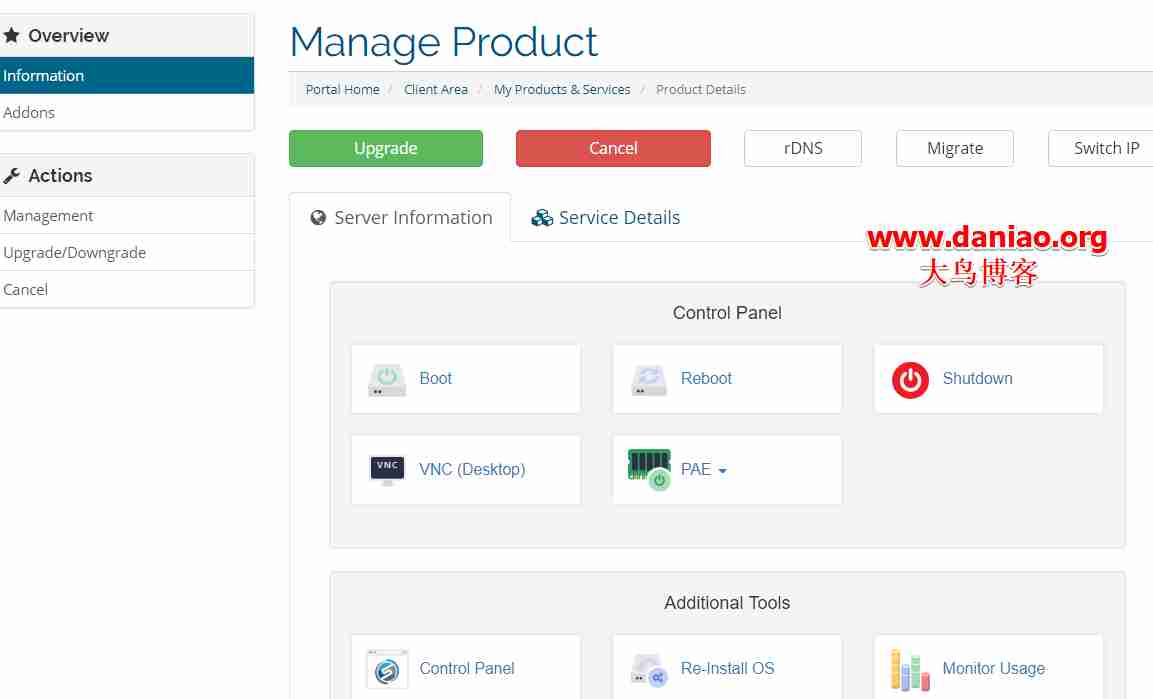 Overview
Information
Addons
Actions
Management
Upgrade/Downgrade
Cancel
Manage Product
Portal Home / Client Area / My Products & Services / Product Details
Upgrade Cancel rDNS Migrate Switch IP
Server Information Service Details
www.daniao.org
大鸟博客
Control Panel
Boot Reboot Shutdown
VNC VNC (Desktop) PAE
Additional Tools
Control Panel Re-Install OS Monitor Usage